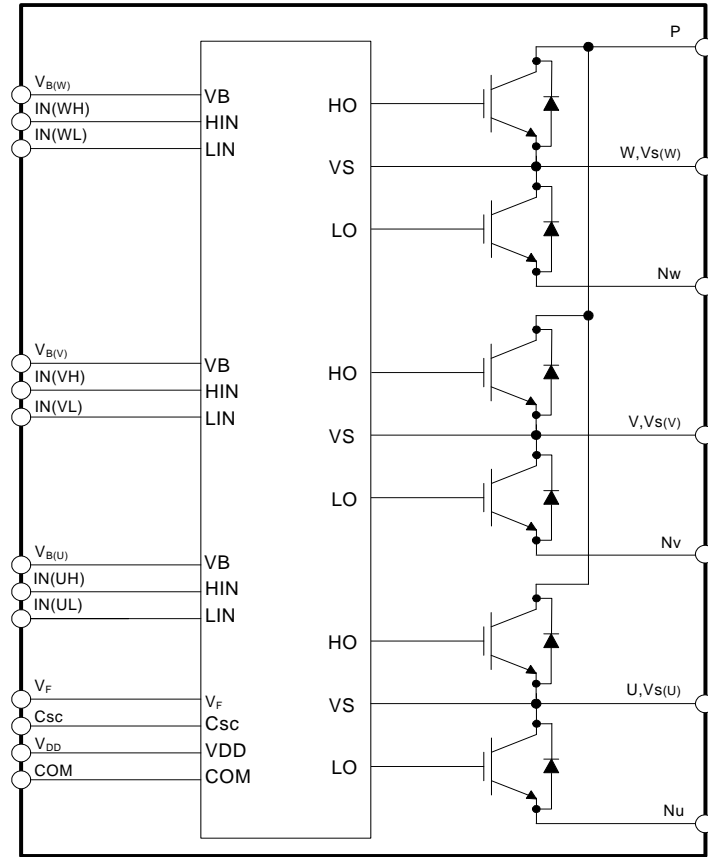 P
VB(W)
VB
IN(WH)
HIN
HO
IN(WL)
LIN
W,Vs(W)
VS
LO
Nw
VB(V)
VB
IN(VH)
HIN
HO
IN(VL)
LIN
V,Vs(V)
VS
LO
Nv
VB(U)
VB
IN(UH)
HIN
IN(UL)
LIN
HO
VF
VF
U,Vs(U)
VS
Csc
Csc
VDD
VDD
LO
COM
COM
Nu